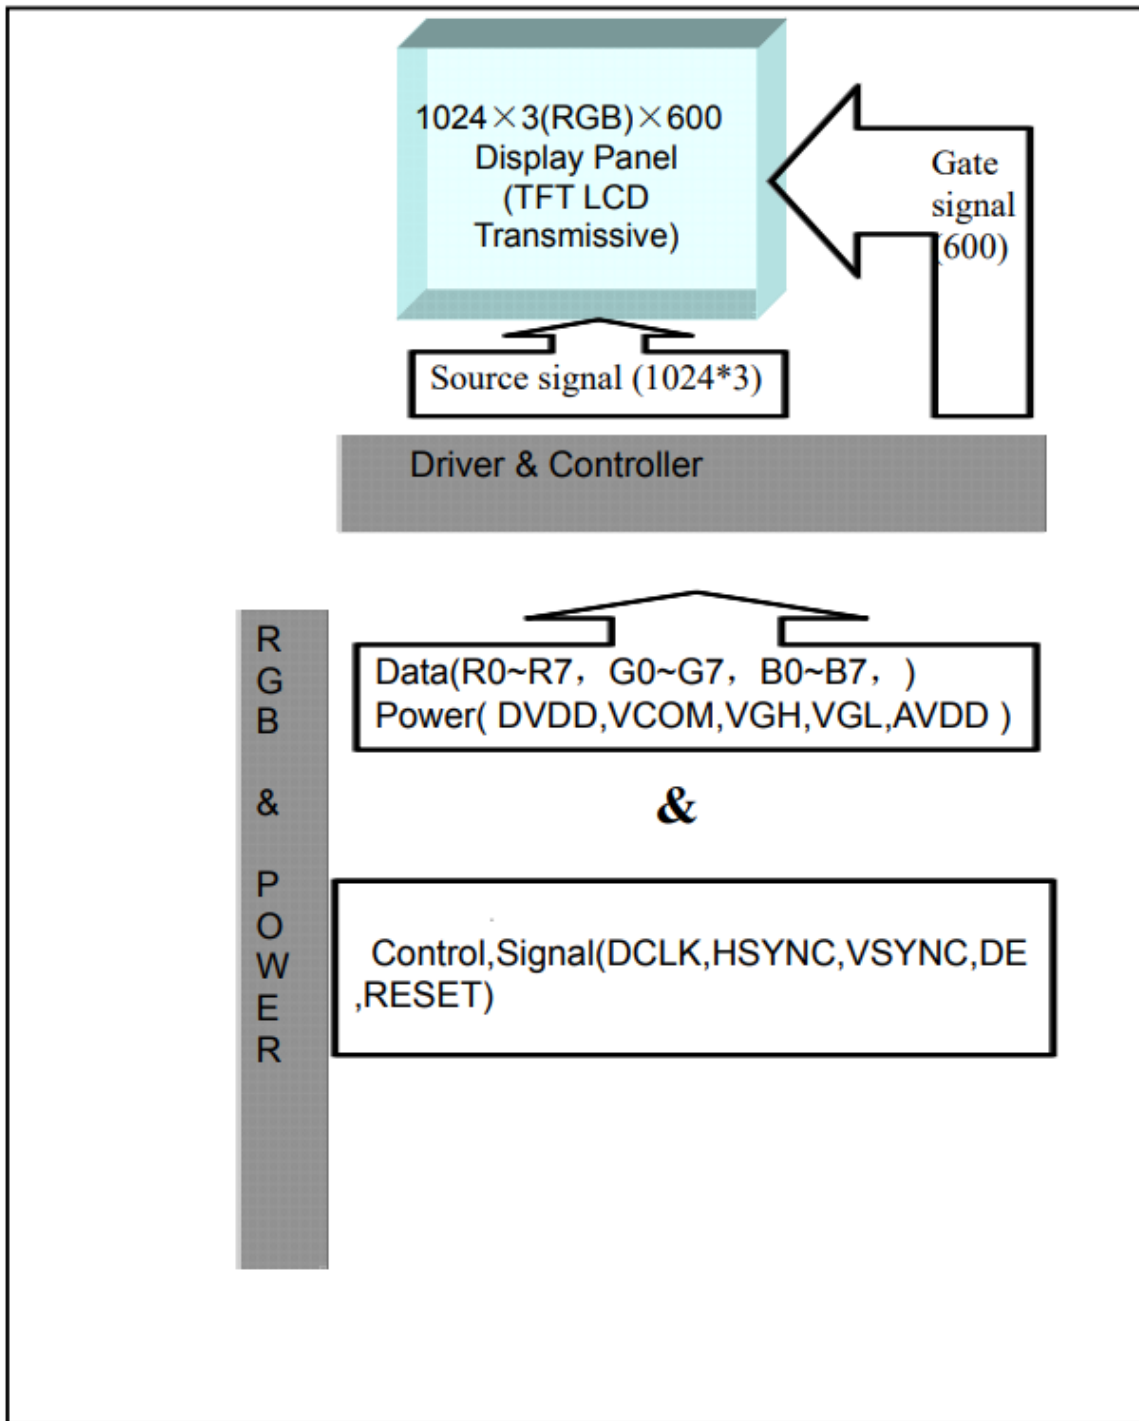 1024×3(RGB)×600
Display Panel
(TFT LCD
Transmissive)
Gate
signal
(600)
Source signal (1024*3)
Driver & Controller
R
G
B
&
P
O
W
E
R
Data(R0~R7，G0~G7，B0~B7，)
Power( DVDD,VCOM,VGH,VGL,AVDD )
&
Control,Signal(DCLK,HSYNC,VSYNC,DE
,RESET)